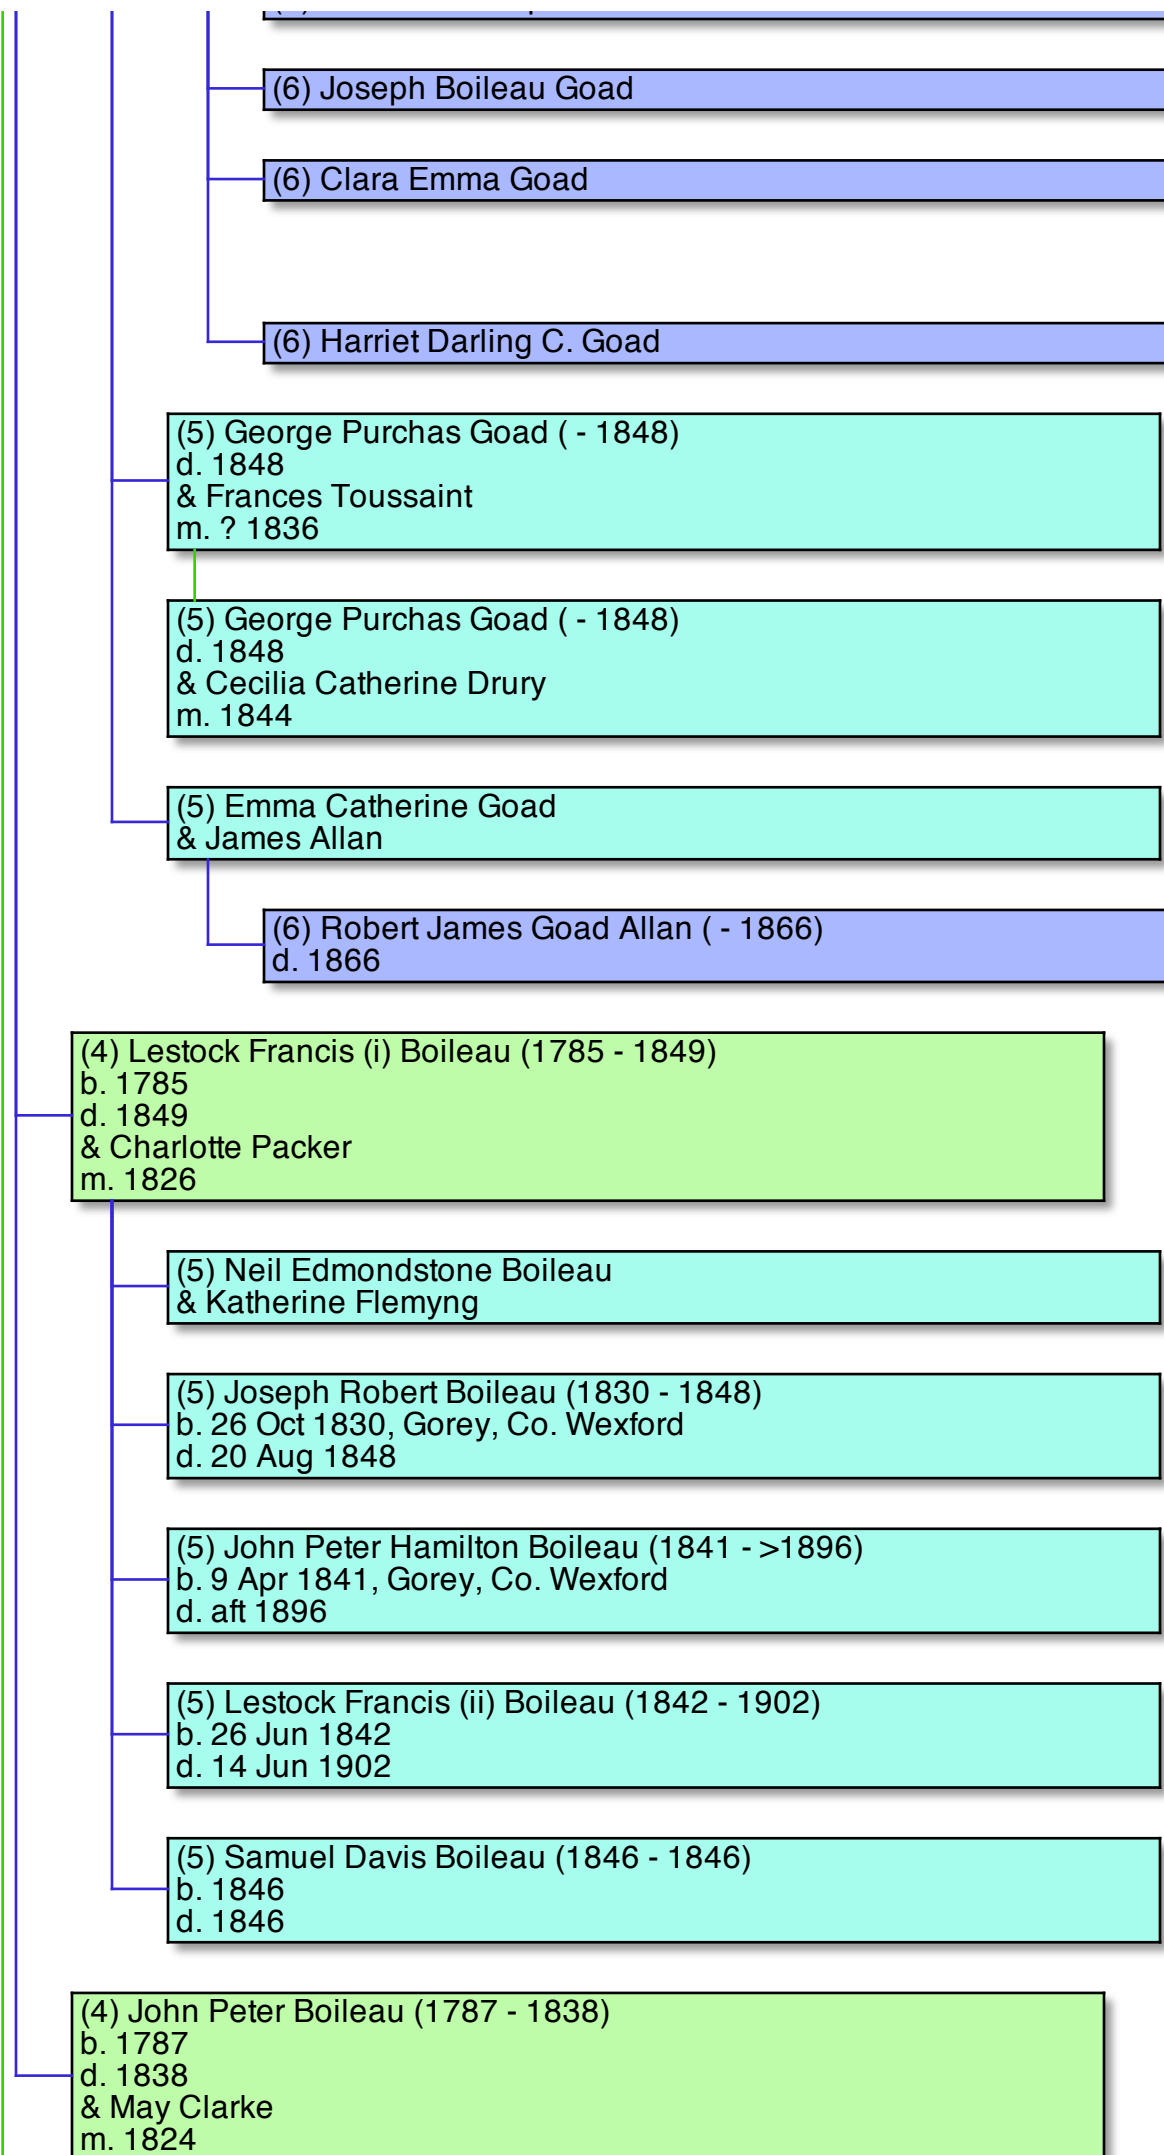 (6) Joseph Boileau Goad
(6) Clara Emma Goad
(6) Harriet Darling C. Goad
(5) George Purchas Goad ( - 1848)
d. 1848
& Frances Toussaint
m. ? 1836
(5) George Purchas Goad ( - 1848)
d. 1848
& Cecilia Catherine Drury
m. 1844
(5) Emma Catherine Goad
& James Allan
(6) Robert James Goad Allan ( - 1866)
d. 1866
(4) Lestock Francis (i) Boileau (1785 - 1849)
b. 1785
d. 1849
& Charlotte Packer
m. 1826
(5) Neil Edmondstone Boileau
& Katherine Flemyng
(5) Joseph Robert Boileau (1830 - 1848)
b. 26 Oct 1830, Gorey, Co. Wexford
d. 20 Aug 1848
(5) John Peter Hamilton Boileau (1841 - >1896)
b. 9 Apr 1841, Gorey, Co. Wexford
d. aft 1896
(5) Lestock Francis (ii) Boileau (1842 - 1902)
b. 26 Jun 1842
d. 14 Jun 1902
(5) Samuel Davis Boileau (1846 - 1846)
b. 1846
d. 1846
(4) John Peter Boileau (1787 - 1838)
b. 1787
d. 1838
& May Clarke
m. 1824